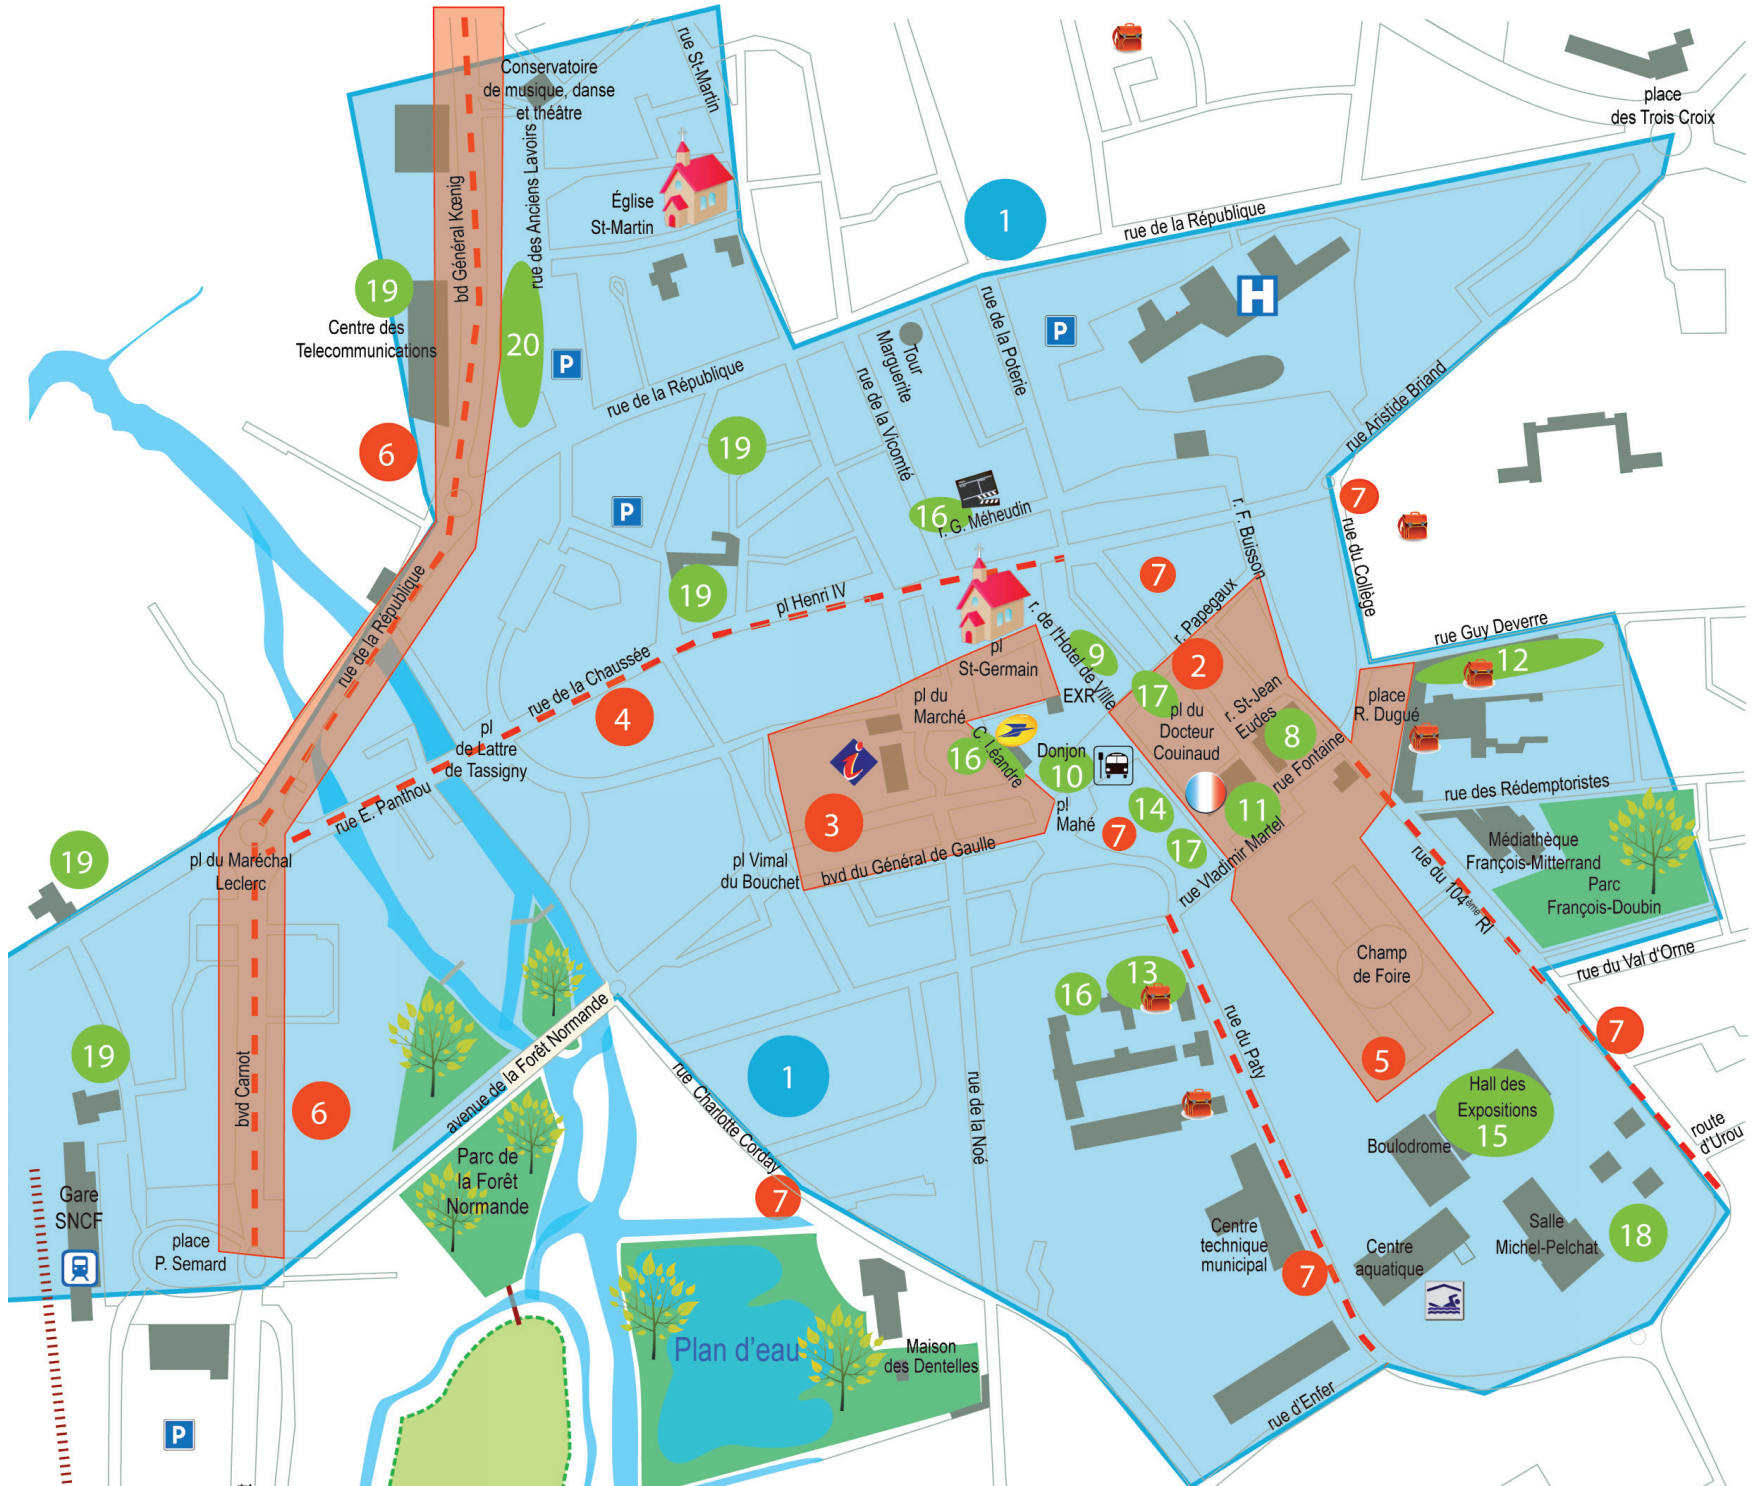 Conservatoire
de musique, danse
et théâtre
rue St-Martin
place
des Trois Croix
bd Général Kœnig
rue des Anciens Lavoirs
Église
St-Martin
1
rue de la République
H
19
Centre des
Telecommunications
20
P
P
rue de la République
Tour
Marguerite
rue de la Poterie
rue de la Vicomté
rue Aristide Briand
6
19
P
16
r. G. Méheudin
r. F. Buisson
7
rue du Collège
rue de la République
19
pl Henri IV
7
r. Papegaux
rue Guy Deverre
12
rue de la Chaussée
4
pl
de Lattre
de Tassigny
rue E. Panthou
pl
St-Germain
r. de l'Hotel de Ville
9
2
17
EXR
pl du
Marché
C. Léandre
16
Donjon
10
pl du
Docteur
Couinaud
r. St-Jean
Eudes
8
rue Fontaine
place
R. Dugué
i
3
pl
Mahé
7
14
17
11
rue Vladimir Martel
rue des Rédemptoristes
Médiathèque
François-Mitterrand
Parc
François-Doubin
19
pl du Maréchal
Leclerc
pl Vimal
du Bouchet
bvd du Général de Gaulle
rue du 104ème RI
Champ
de Foire
rue du Val d'Orne
19
bvd Carnot
6
avenue de la Forêt Normande
16
13
rue du Paty
5
7
1
rue Charlotte Corday
7
rue de la Noé
Hall des
Expositions
15
Boulodrome
route
d'Urou
Parc de
la Forêt
Normande
Gare
SNCF
place
P. Semard
Centre
technique
municipal
7
Centre
aquatique
Salle
Michel-Pelchat
18
Plan d'eau
Maison
des Dentelles
rue d'Enfer
P